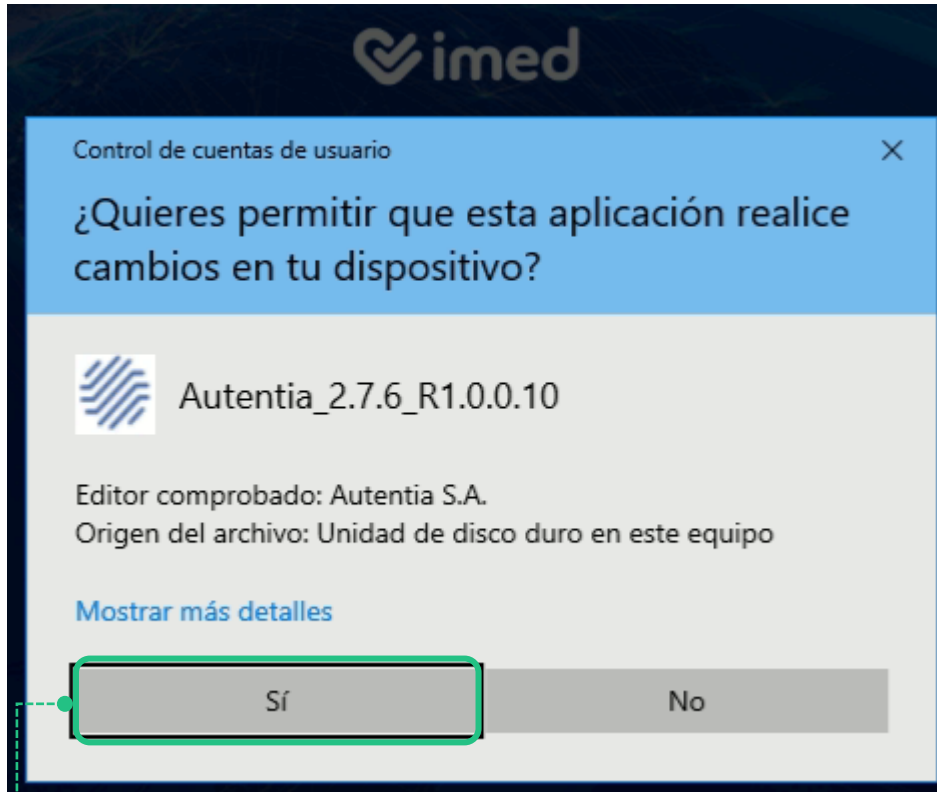 imed
Control de cuentas de usuario
¿Quieres permitir que esta aplicación realice
cambios en tu dispositivo?
Autentia_2.7.6_R1.0.0.10
Editor comprobado: Autentia S.A.
Origen del archivo: Unidad de disco duro en este equipo
Mostrar más detalles
Sí No